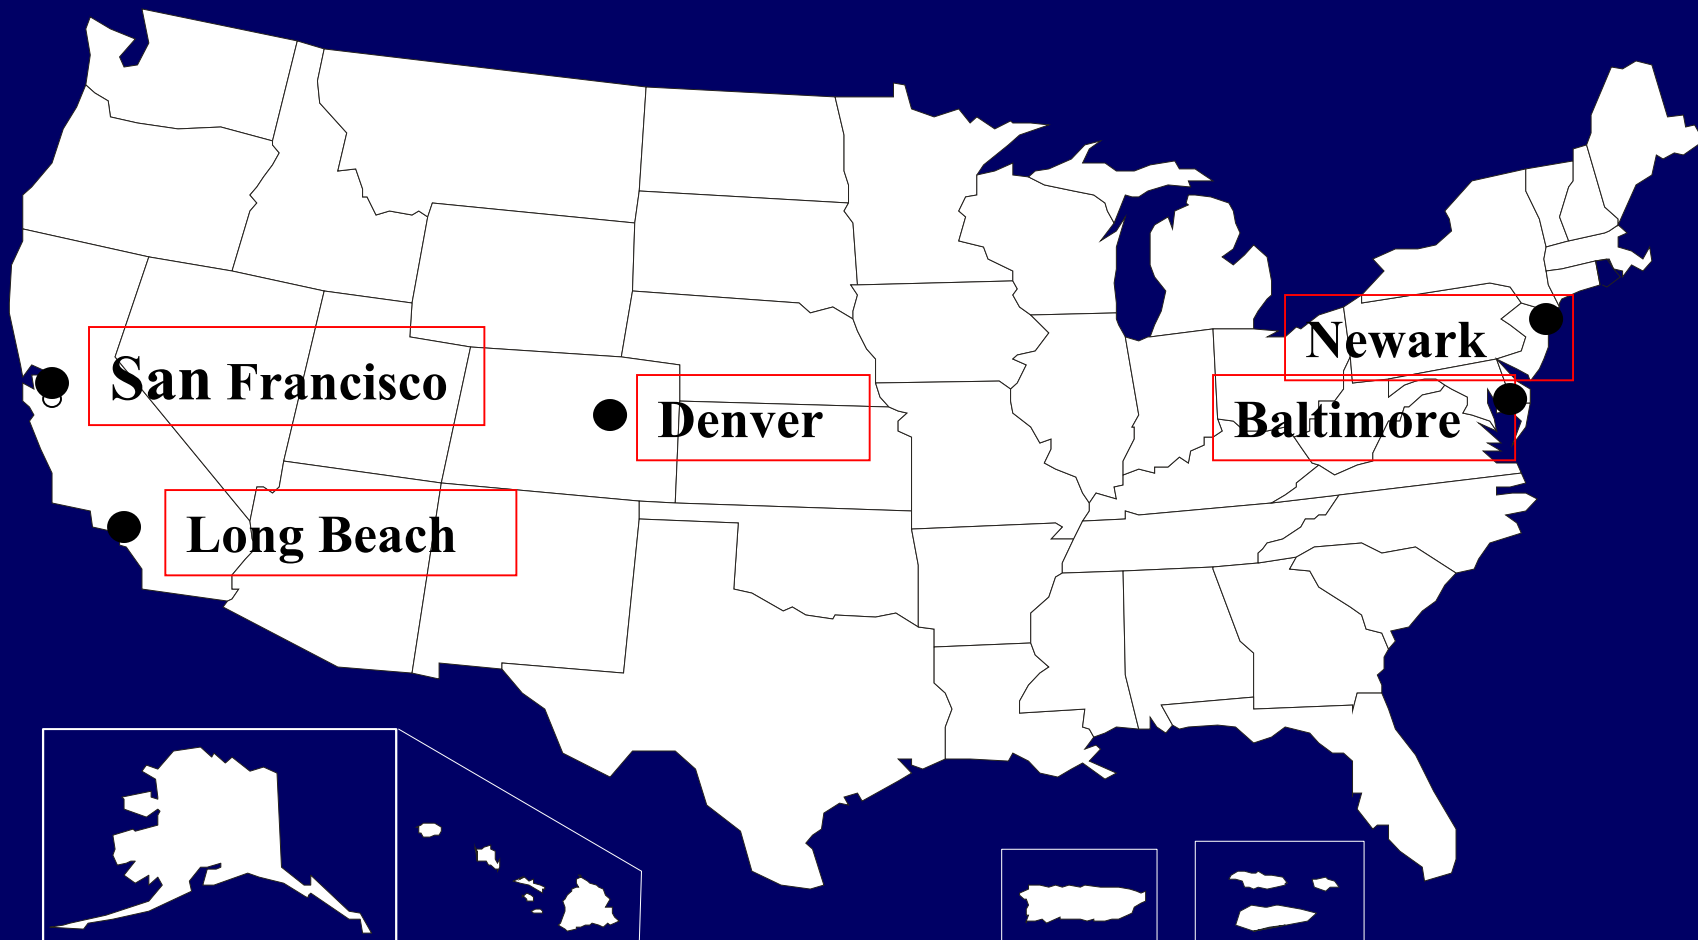 Newark
San Francisco
Denver
Baltimore
Long Beach